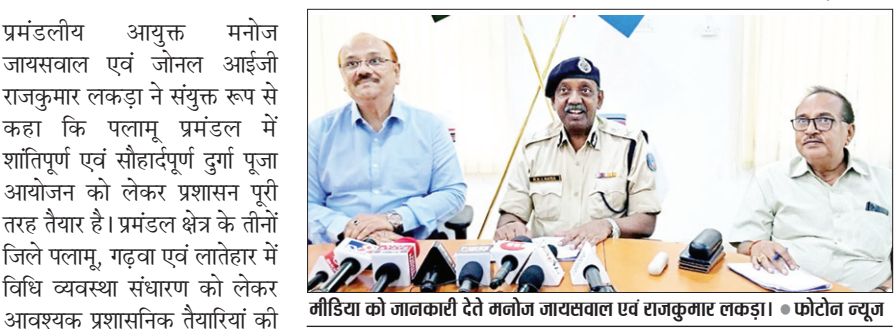 प्रमंडलीय आयुक्त मनोज
जायसवाल एवं जोनल आईजी
राजकुमार लकड़ा ने संयुक्त रूप से
कहा कि पलामू प्रमंडल में
शांतिपूर्ण एवं सौहार्दपूर्ण दुर्गा पूजा
आयोजन को लेकर प्रशासन पूरी
तरह तैयार है। प्रमंडल क्षेत्र के तीनों
जिले पलामू, गढ़वा एवं लातेहार में
विधि व्यवस्था संधारण को लेकर
आवश्यक प्रशासनिक तैयारियां की
मीडिया को जानकारी देते मनोज जायसवाल एवं राजकुमार लकड़ा। ● फोटोन न्यूज